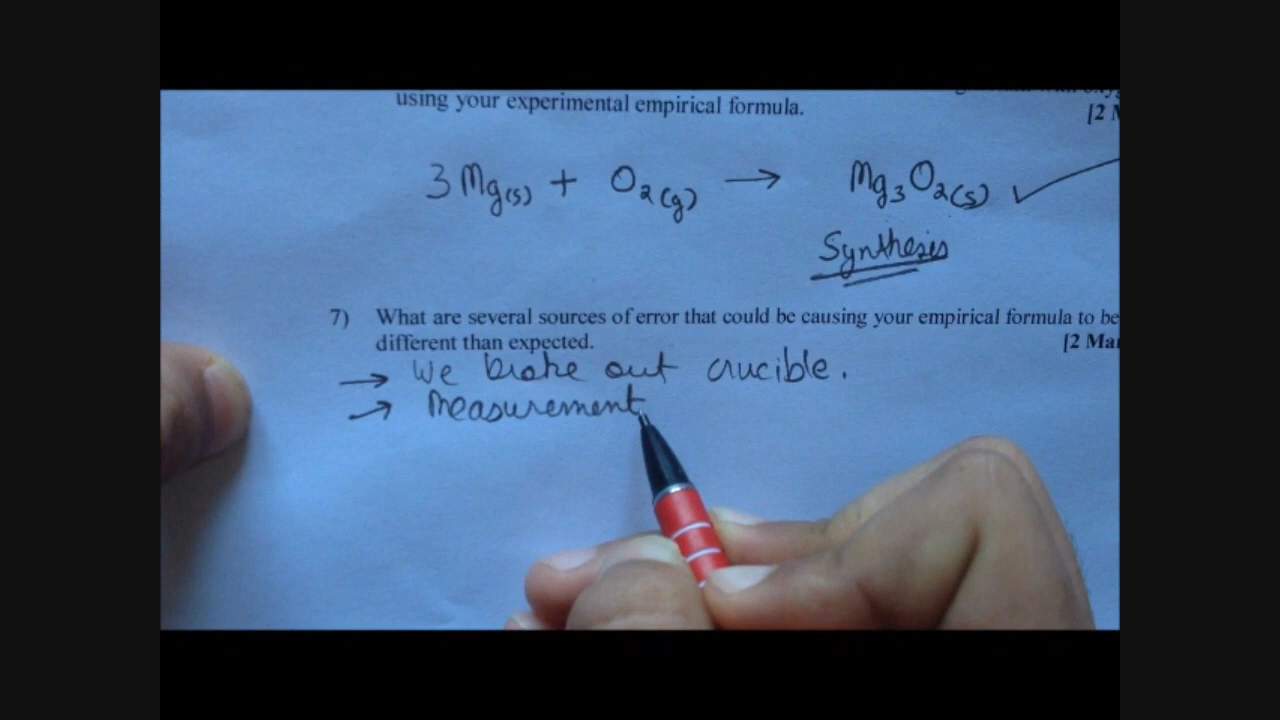 using your experimental empirical formula.
[2 M
3Mg(s) + O2(g) → Mg3O2(s) ✓
Synthesis
7) What are several sources of error that could be causing your empirical formula to be
different than expected. [2 Mar
→ We broke out crucible.
→ Measurement